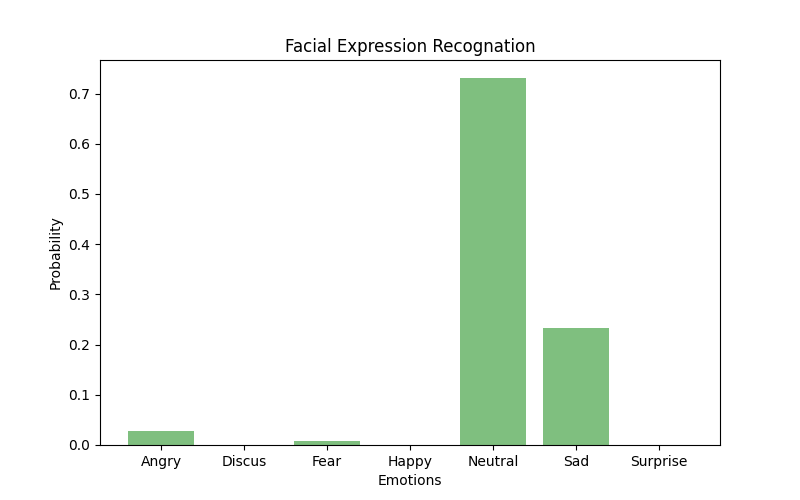 Facial Expression Recognation
0.7
0.6
0.5
0.4
0.3
0.2
0.1
0.0
Probability
Angry Discus Fear Happy Neutral Sad Surprise
Emotions